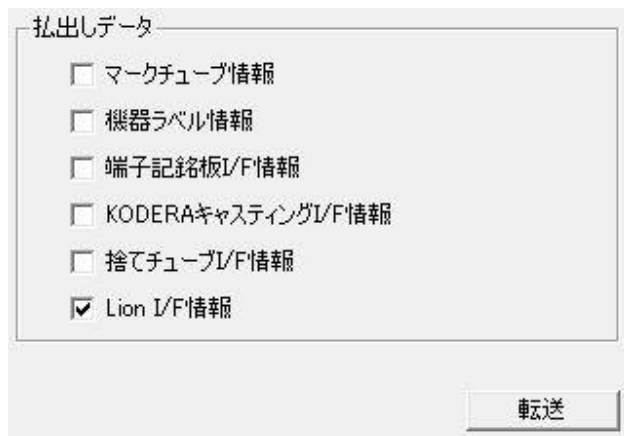 払出しデータ
マークチューブ情報
機器ラベル情報
端子記銘板I/F情報
KODERAキャスティングI/F情報
捨てチューブI/F情報
Lion I/F情報
転送